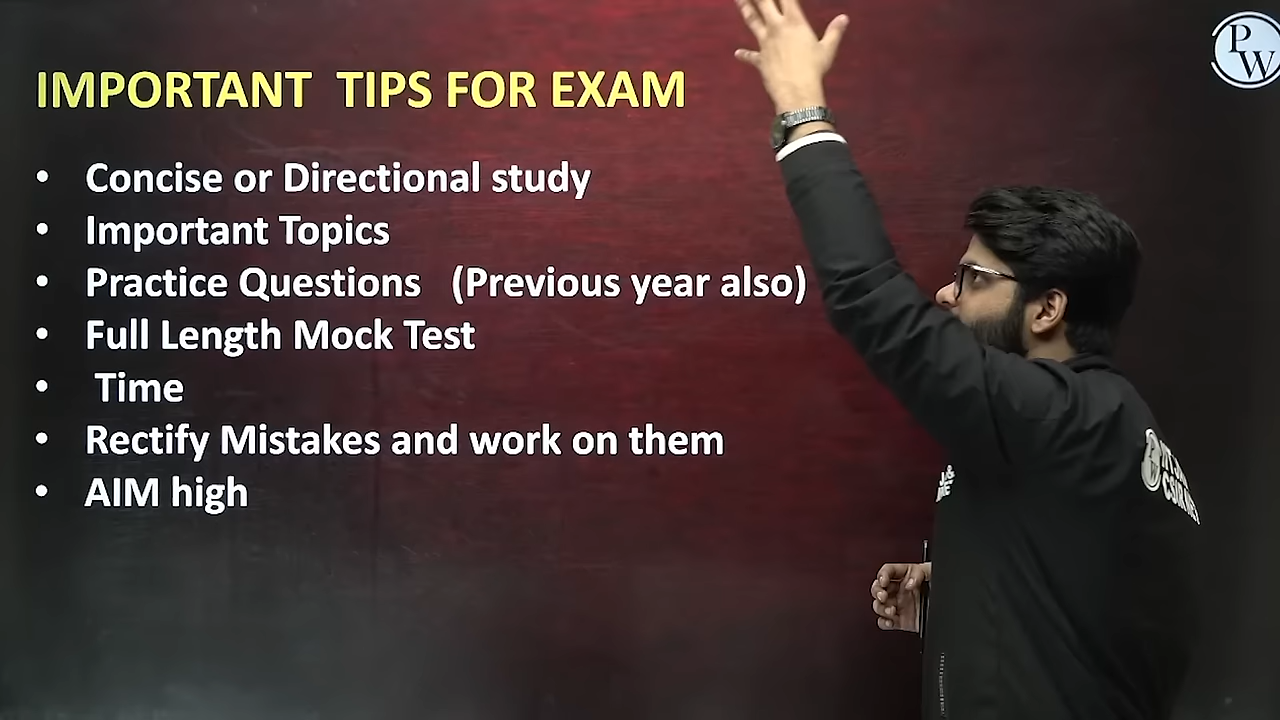 PW
IMPORTANT TIPS FOR EXAM
• Concise or Directional study
• Important Topics
• Practice Questions (Previous year also)
• Full Length Mock Test
• Time
• Rectify Mistakes and work on them
• AIM high